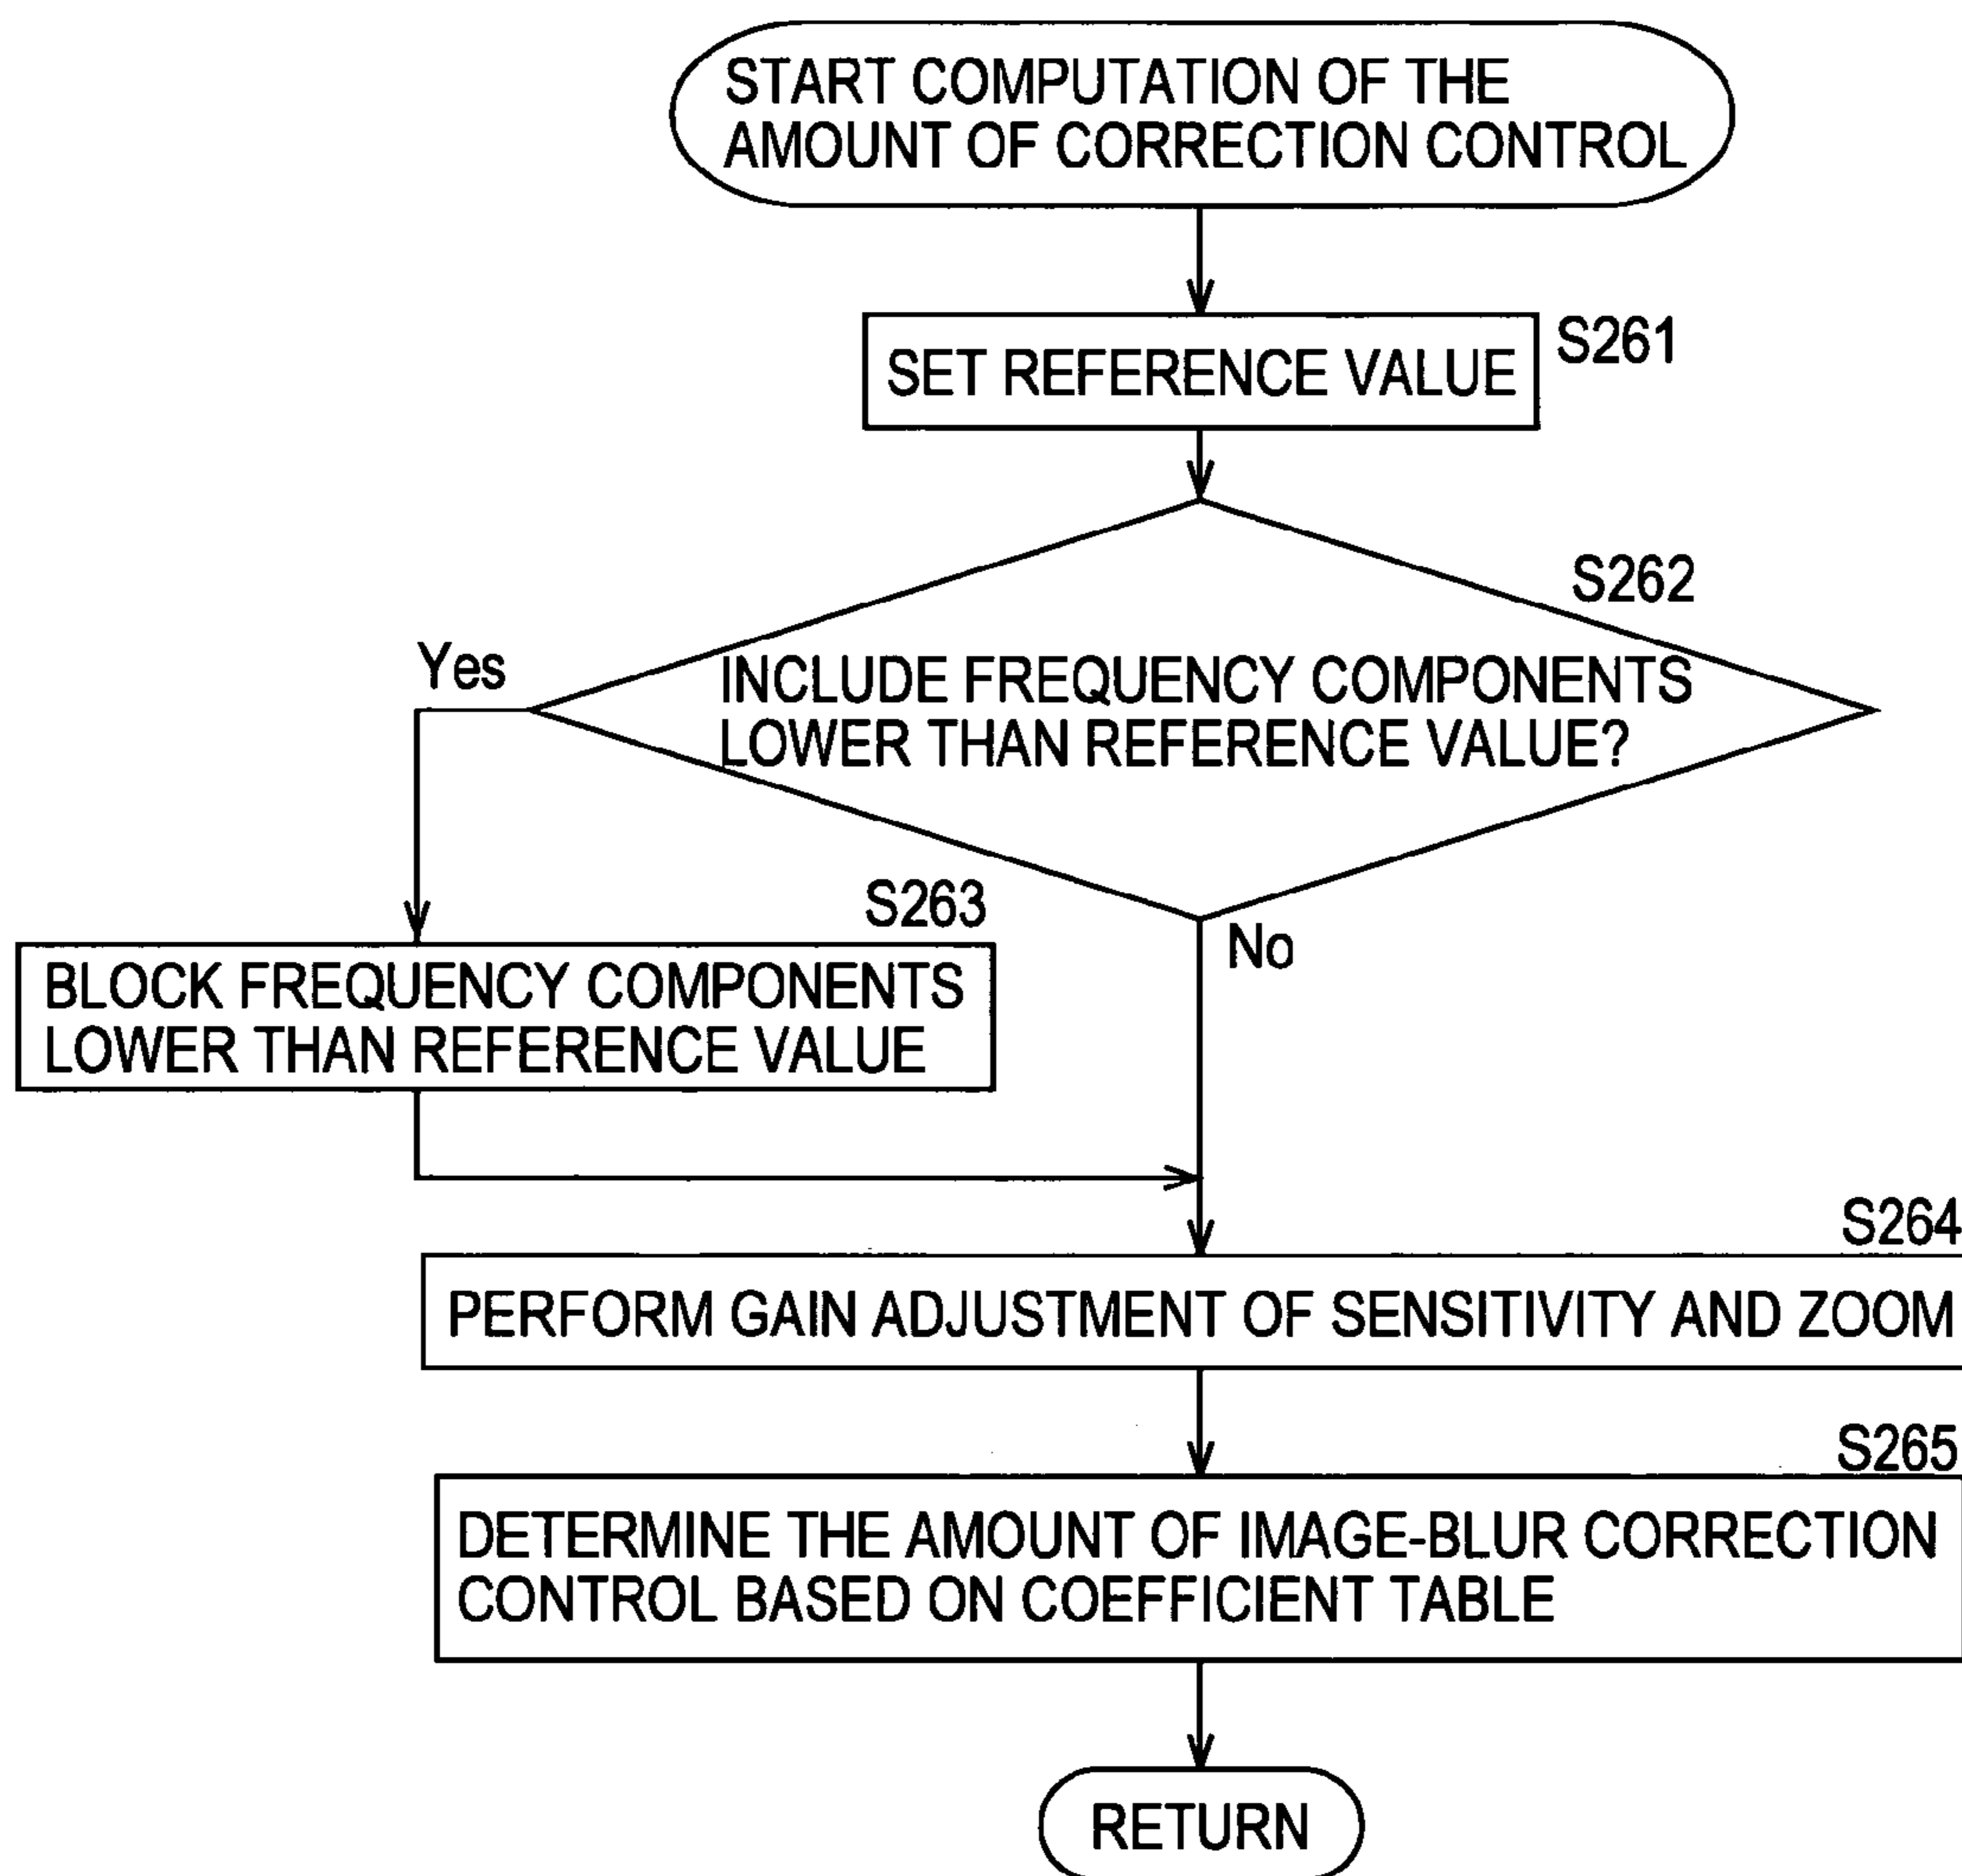 START COMPUTATION OF THE
AMOUNT OF CORRECTION CONTROL
SET REFERENCE VALUE
S261
S262
INCLUDE FREQUENCY COMPONENTS
LOWER THAN REFERENCE VALUE?
Yes
No
S263
BLOCK FREQUENCY COMPONENTS
LOWER THAN REFERENCE VALUE
S264
PERFORM GAIN ADJUSTMENT OF SENSITIVITY AND ZOOM
S265
DETERMINE THE AMOUNT OF IMAGE-BLUR CORRECTION
CONTROL BASED ON COEFFICIENT TABLE
RETURN